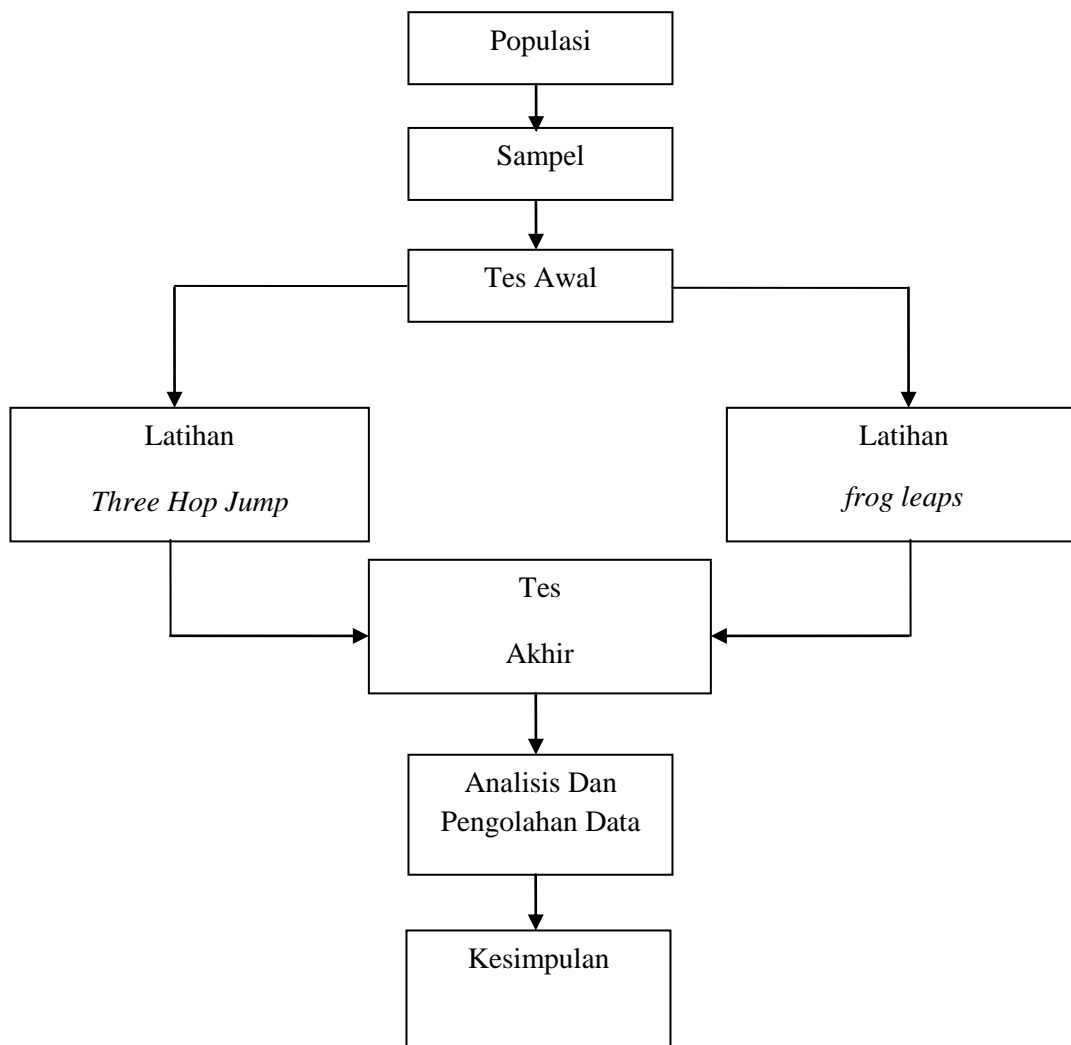 Populasi
Sampel
Tes Awal
Latihan
Three Hop Jump
Latihan
frog leaps
Tes
Akhir
Analisis Dan
Pengolahan Data
Kesimpulan